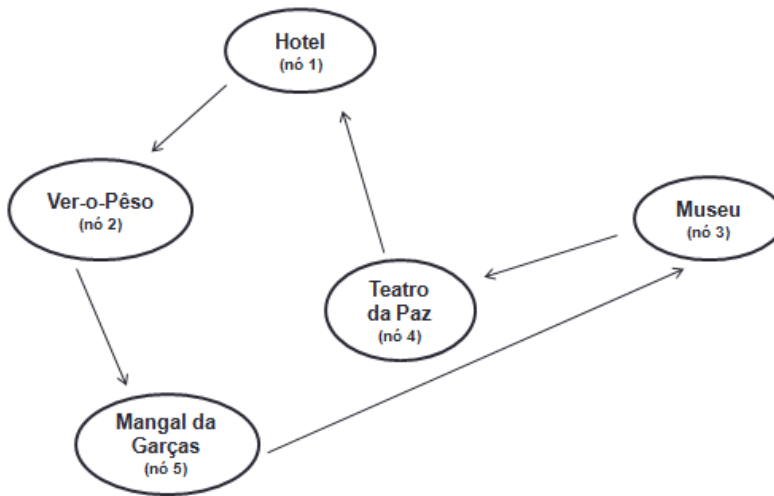 Hotel
(nó 1)
Ver-o-Pêso
(nó 2)
Museu
(nó 3)
Teatro
da Paz
(nó 4)
Mangal da
Garças
(nó 5)